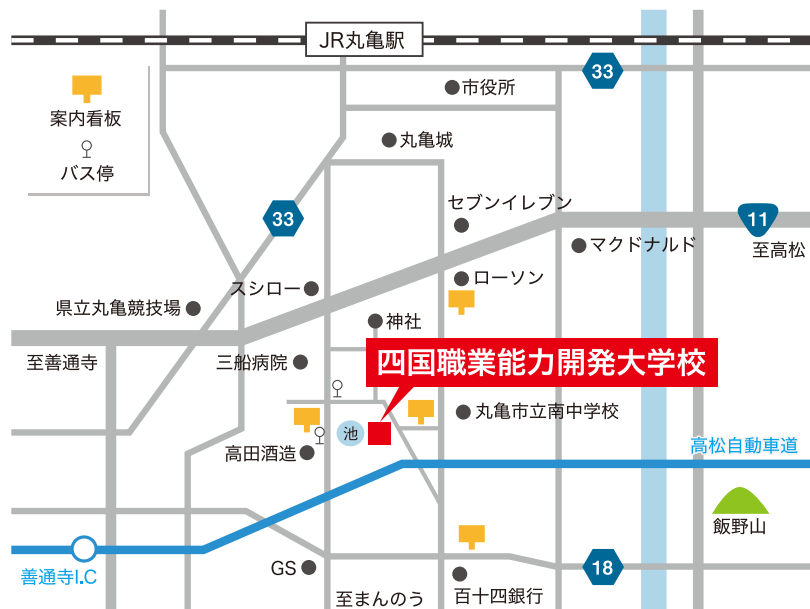 JR丸亀駅
33
市役所
案内看板
丸亀城
バス停
セブンイレブン
33
11
マクドナルド
至高松
スシロー
ローソン
県立丸亀競技場
神社
至善通寺
三船病院
四国職業能力開発大学校
丸亀市立南中学校
池
高田酒造
高松自動車道
飯野山
善通寺I.C
GS
18
至まんのう
百十四銀行